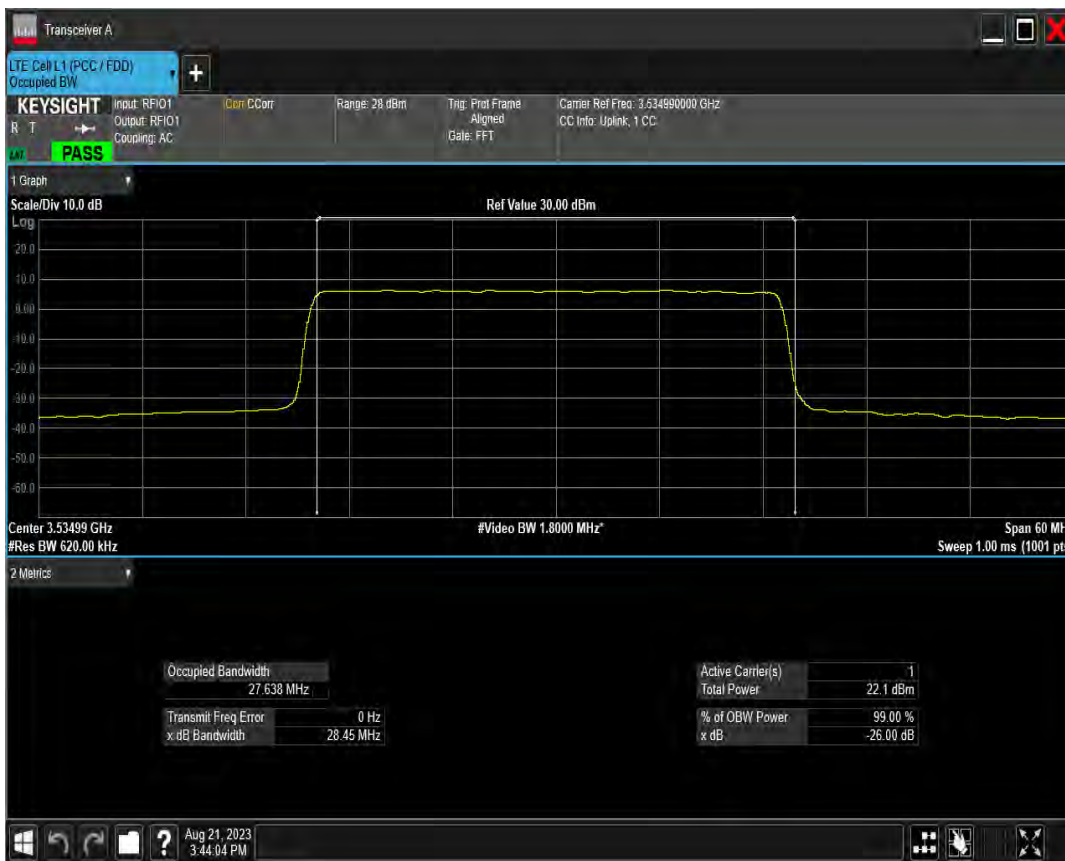 Transceiver A
LTE Cell L1 (PCC / FDD)
Occupied BW
+
KEYSIGHT
R T
PASS
Input: RFIO1
Output: RFIO1
Coupling: AC
Corr CCorr
Range: 28 dBm
Trig: Prot Frame
Aligned
Gate: FFT
Carrier Ref Freq: 3.534990000 GHz
CC Info: Uplink, 1 CC
1 Graph
Scale/Div 10.0 dB
Ref Value 30.00 dBm
Log
20.0
10.0
0.00
-10.0
-20.0
-30.0
-40.0
-50.0
-60.0
Center 3.53499 GHz
#Video BW 1.8000 MHz*
Span 60 MH
#Res BW 620.00 kHz
Sweep 1.00 ms (1001 pts
2 Metrics
Occupied Bandwidth
27.638 MHz
Transmit Freq Error 0 Hz
x dB Bandwidth 28.45 MHz
Active Carrier(s) 1
Total Power 22.1 dBm
% of OBW Power 99.00 %
x dB -26.00 dB
?
Aug 21, 2023
3:44:04 PM